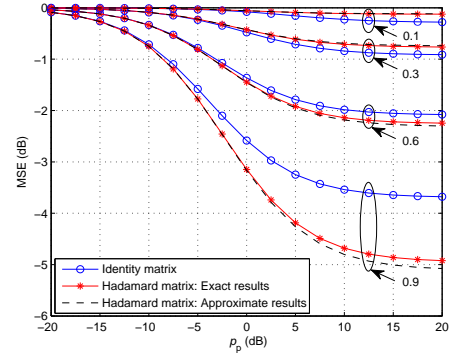 0
−1
−2
−3
−4
−5
−6
MSE (dB)
0.1
0.3
0.6
0.9
Identity matrix
Hadamard matrix: Exact results
Hadamard matrix: Approximate results
−20 −15 −10 −5 0 5 10 15 20
pp (dB)